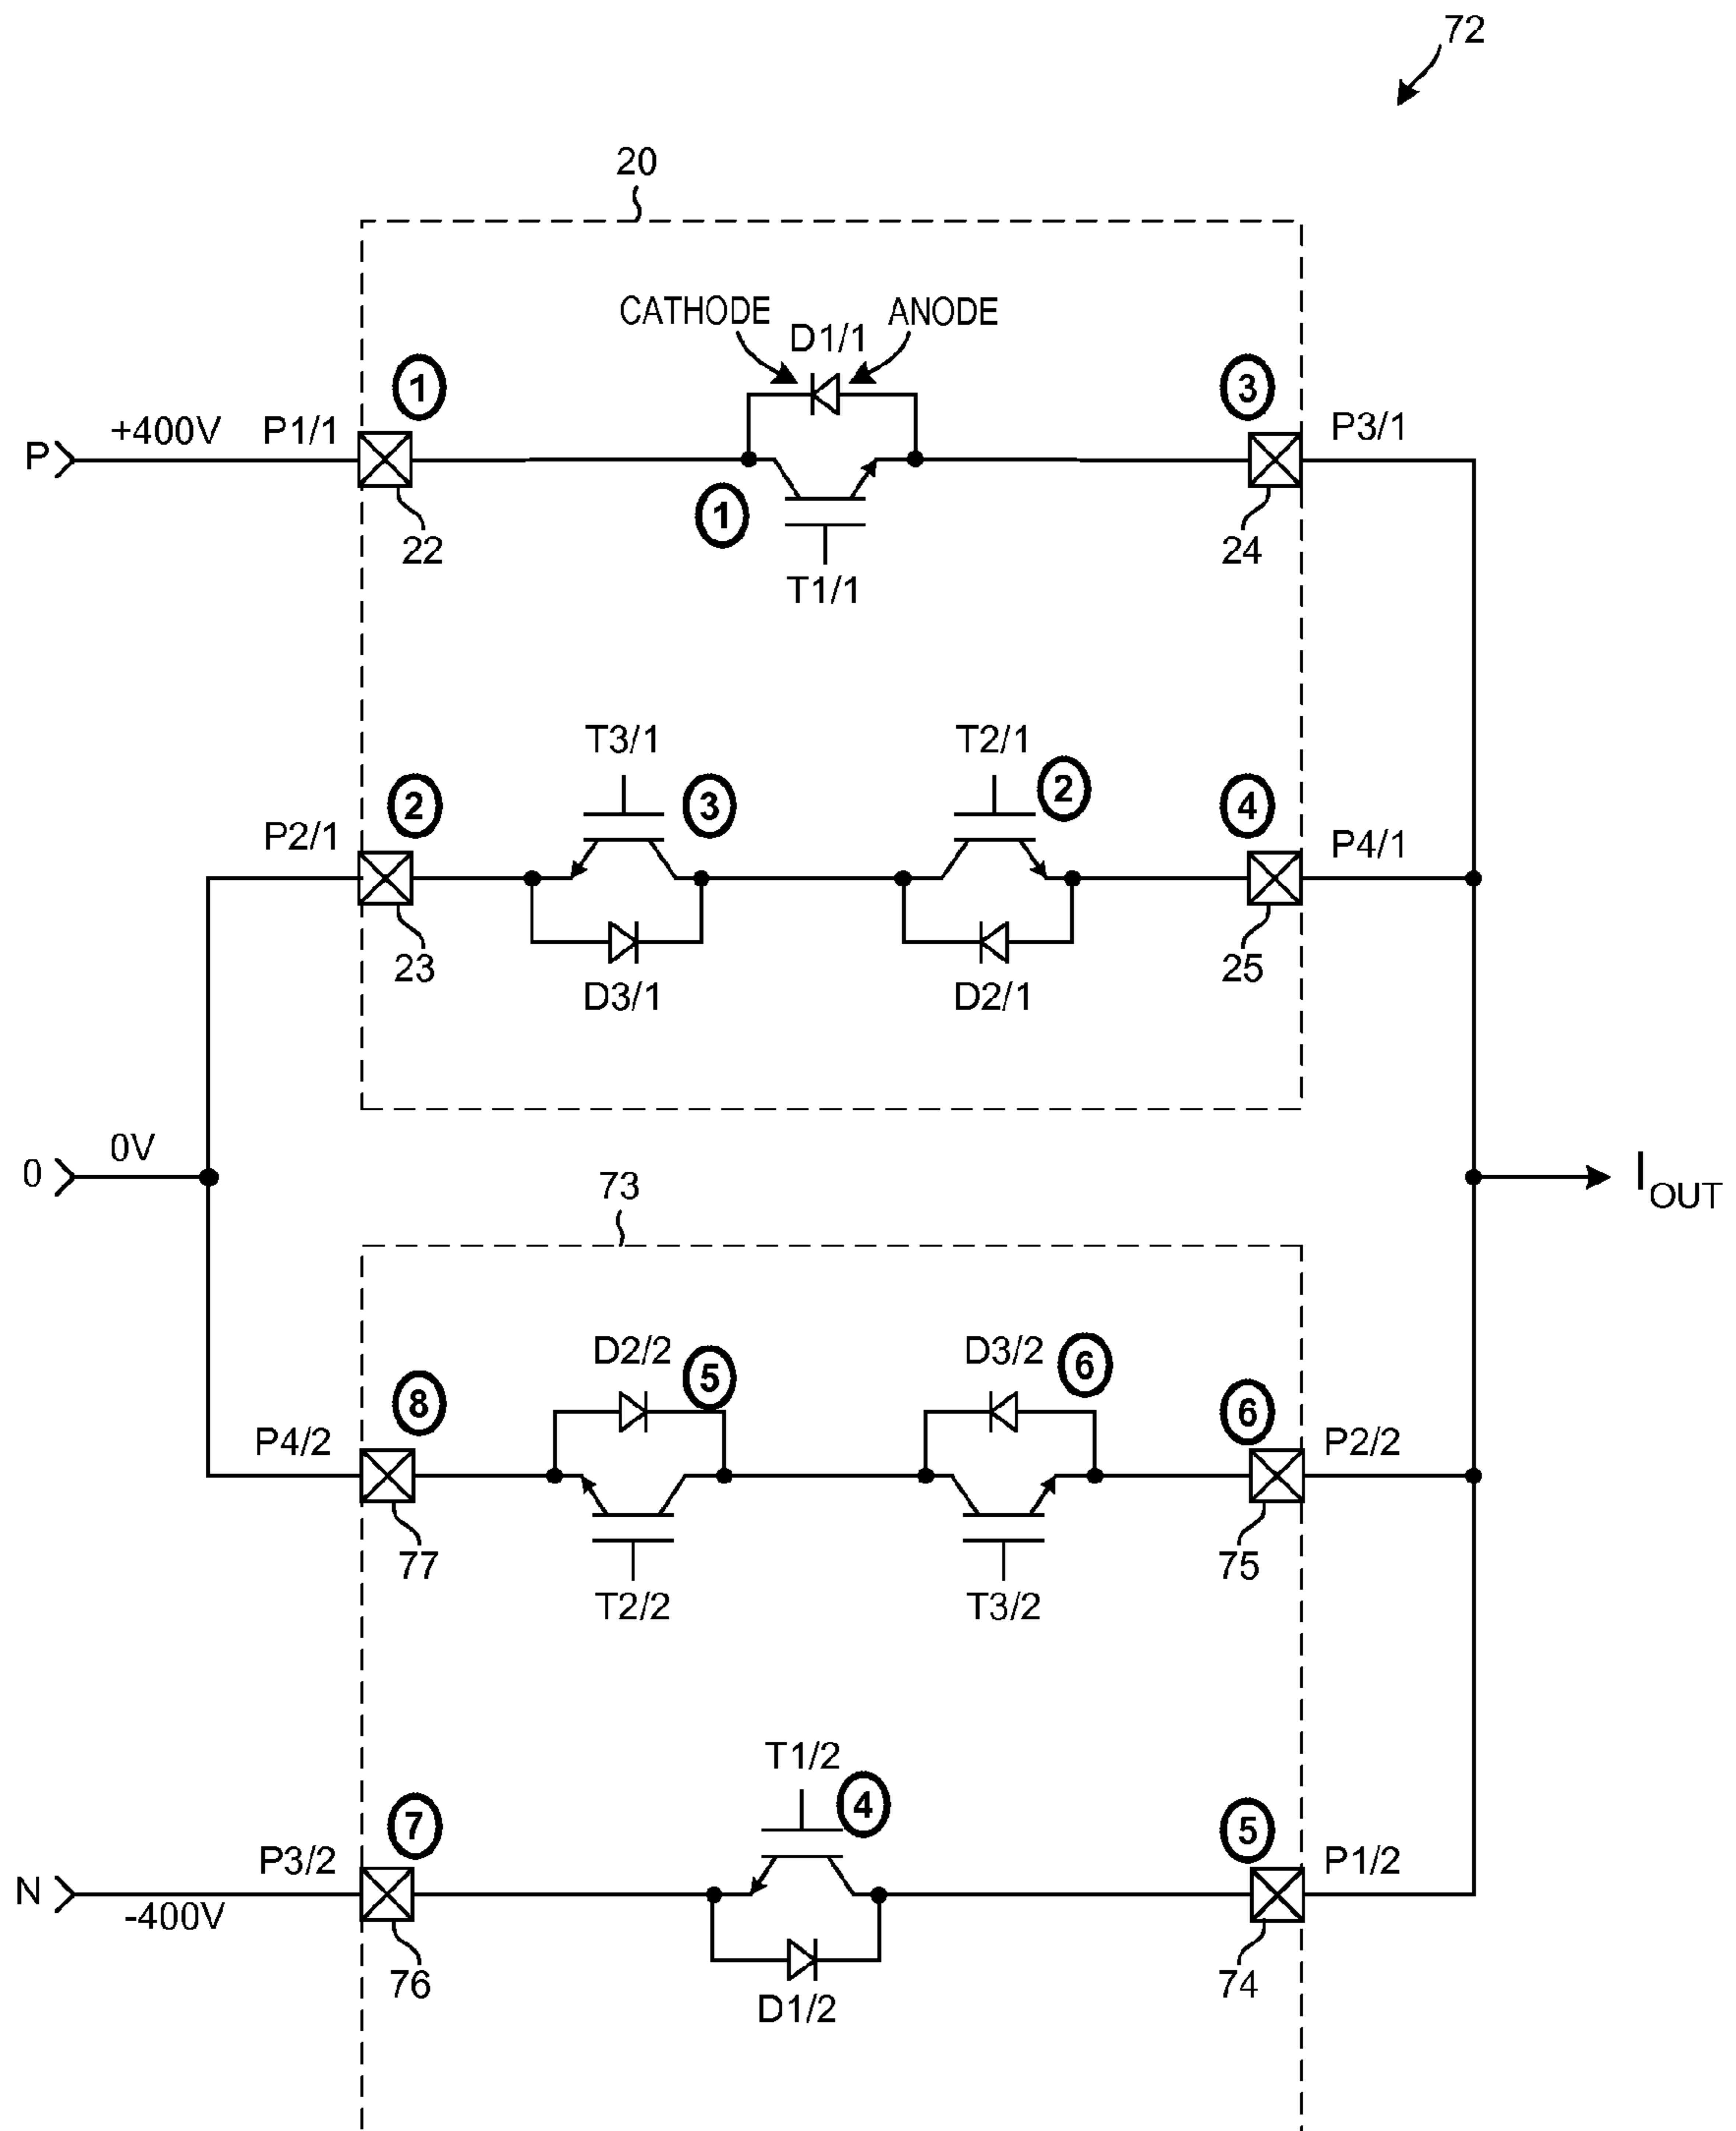 72
20
CATHODE
ANODE
D1/1
1
3
P
+400V
P1/1
P3/1
1
22
24
T1/1
T3/1
T2/1
2
3
2
4
P2/1
P4/1
23
25
D3/1
D2/1
0
0V
73
IOUT
D2/2
D3/2
8
5
6
6
P4/2
P2/2
77
75
T2/2
T3/2
T1/2
7
4
5
P3/2
P1/2
N
-400V
76
74
D1/2